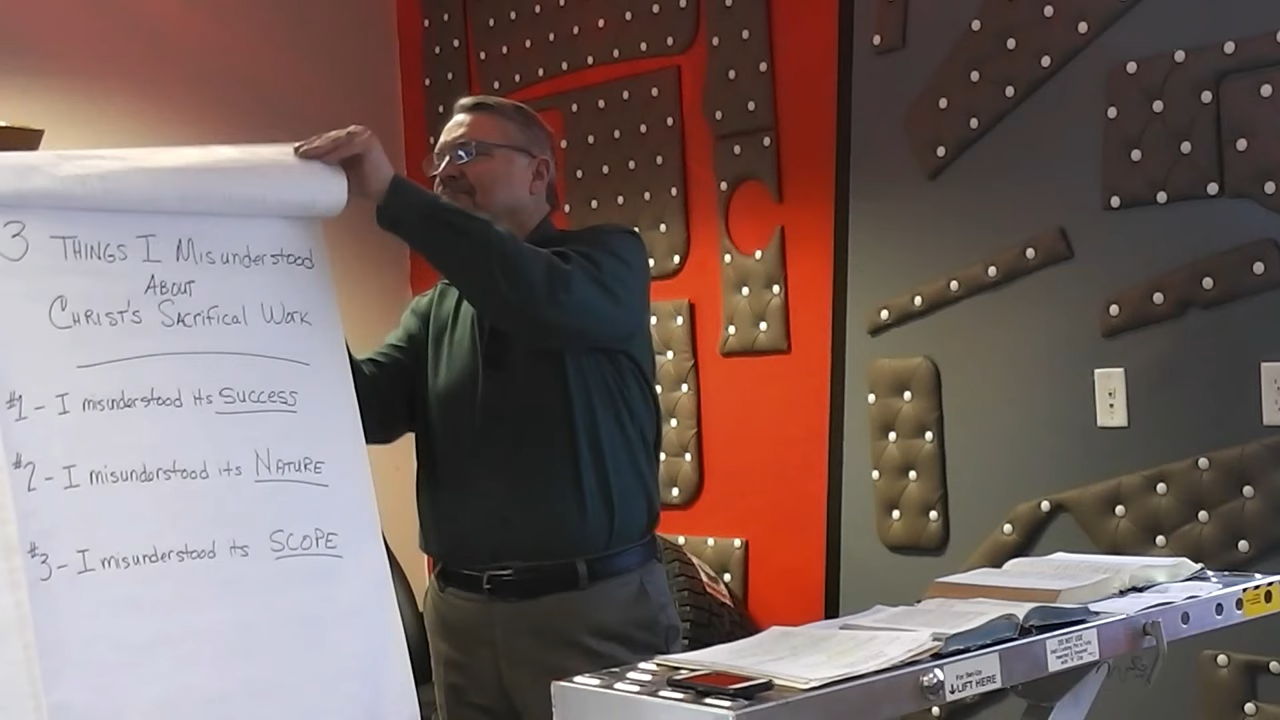 3 THINGS I Misunderstood
ABOUT
CHRIST'S SACRIFICAL WORK
#1 - I misunderstood its SUCCESS
#2 - I misunderstood its NATURE
#3 - I misunderstood its SCOPE
For Set-Up
LIFT HERE
DO NOT USE